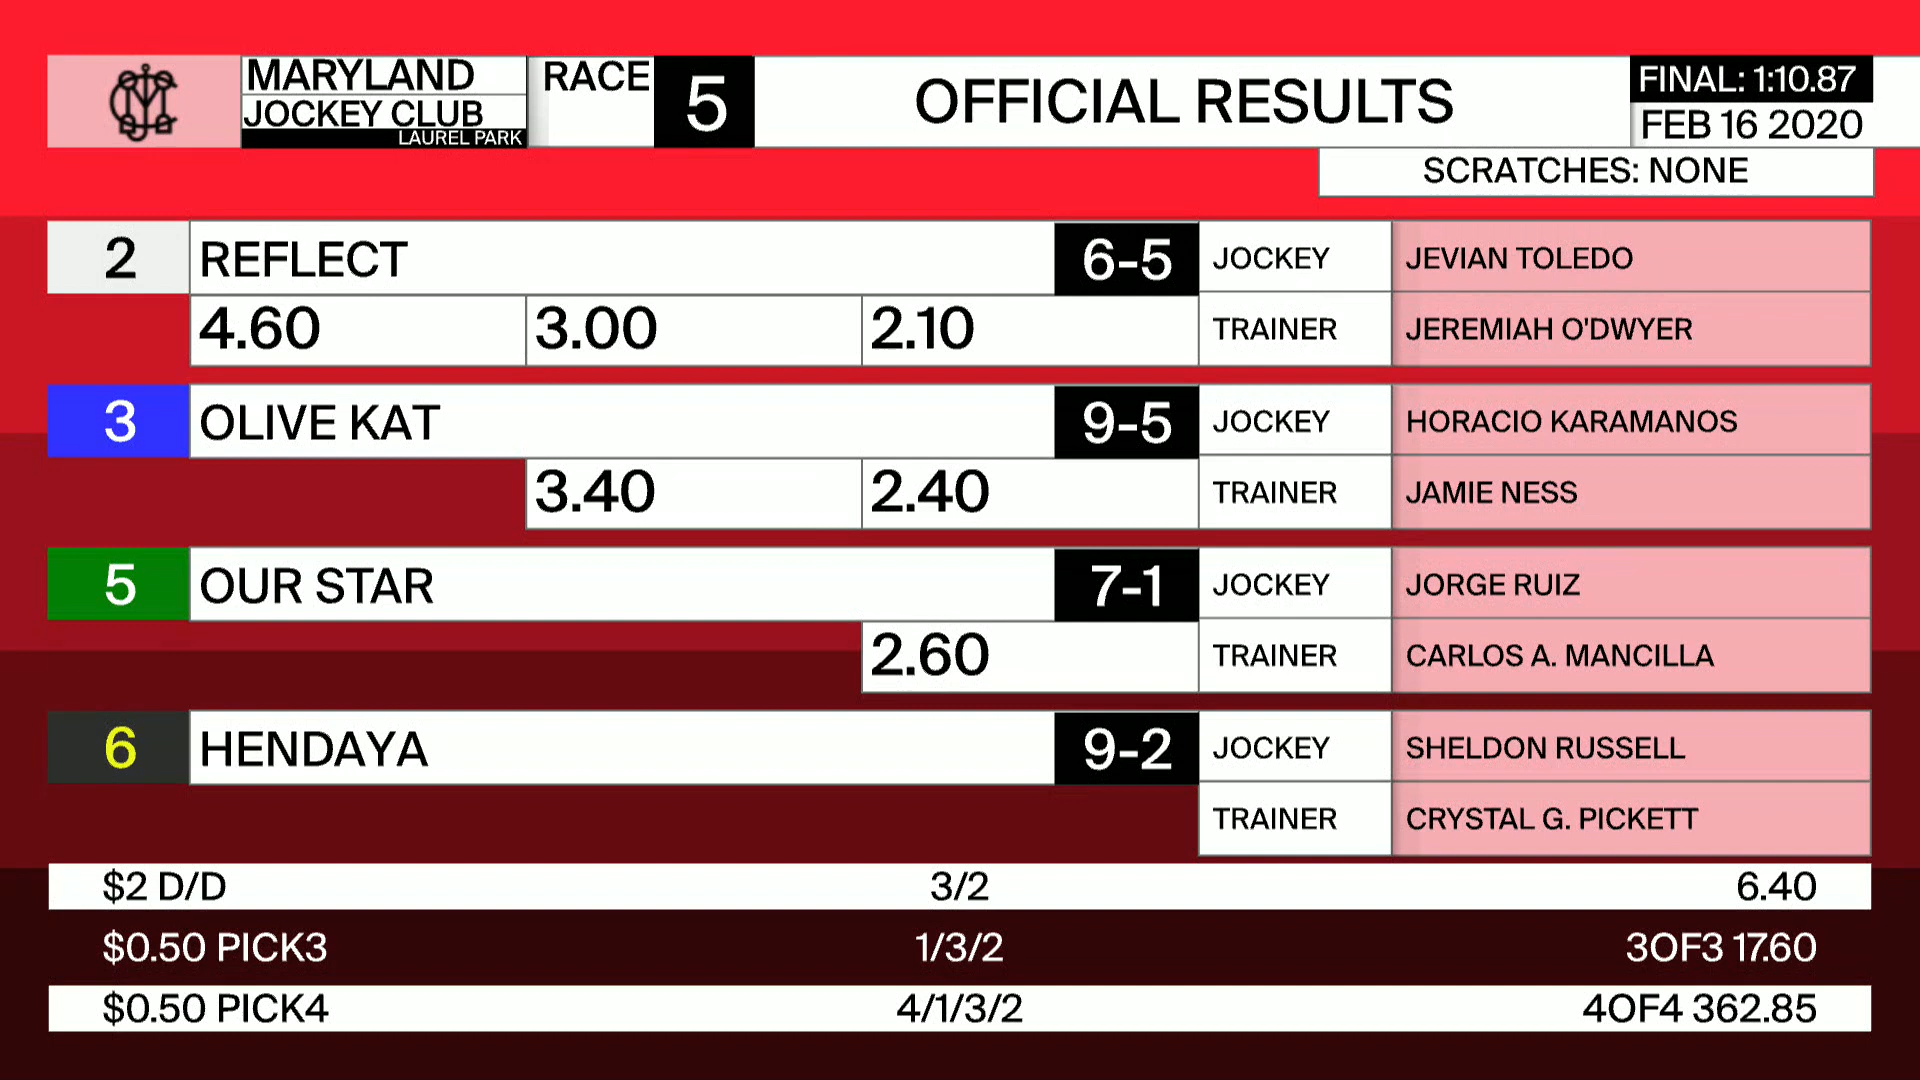 MARYLAND
JOCKEY CLUB
LAUREL PARK
RACE 5
OFFICIAL RESULTS
FINAL: 1:10.87
FEB 16 2020
SCRATCHES: NONE
2 REFLECT 6-5 JOCKEY JEVIAN TOLEDO
4.60 3.00 2.10 TRAINER JEREMIAH O'DWYER
3 OLIVE KAT 9-5 JOCKEY HORACIO KARAMANOS
3.40 2.40 TRAINER JAMIE NESS
5 OUR STAR 7-1 JOCKEY JORGE RUIZ
2.60 TRAINER CARLOS A. MANCILLA
6 HENDAYA 9-2 JOCKEY SHELDON RUSSELL
TRAINER CRYSTAL G. PICKETT
$2 D/D 3/2 6.40
$0.50 PICK3 1/3/2 3OF3 17.60
$0.50 PICK4 4/1/3/2 4OF4 362.85